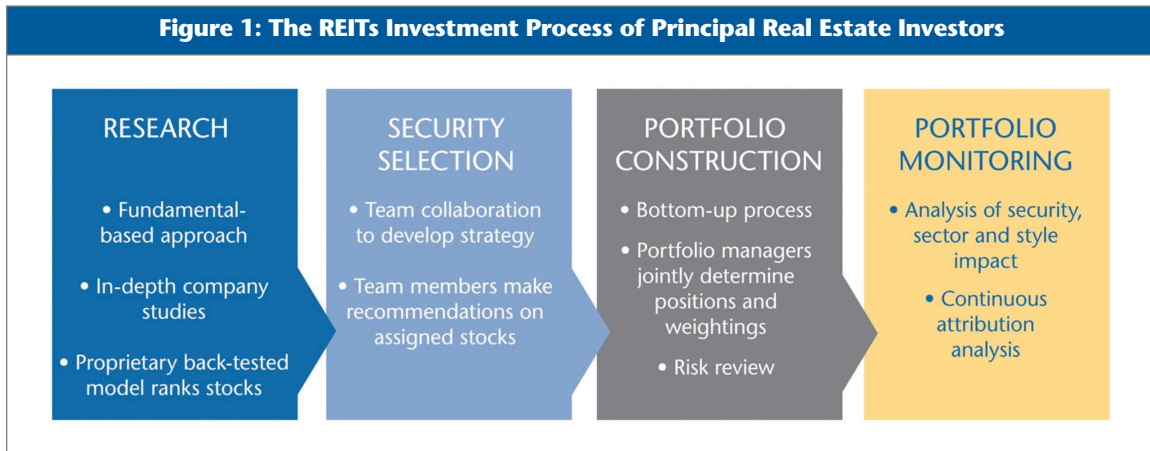 Figure 1: The REITs Investment Process of Principal Real Estate Investors
RESEARCH
• Fundamental-
based approach
• In-depth company
studies
• Proprietary back-tested
model ranks stocks
SECURITY
SELECTION
• Team collaboration
to develop strategy
• Team members make
recommendations on
assigned stocks
PORTFOLIO
CONSTRUCTION
• Bottom-up process
• Portfolio managers
jointly determine
positions and
weightings
• Risk review
PORTFOLIO
MONITORING
• Analysis of security,
sector and style
impact
• Continuous
attribution
analysis